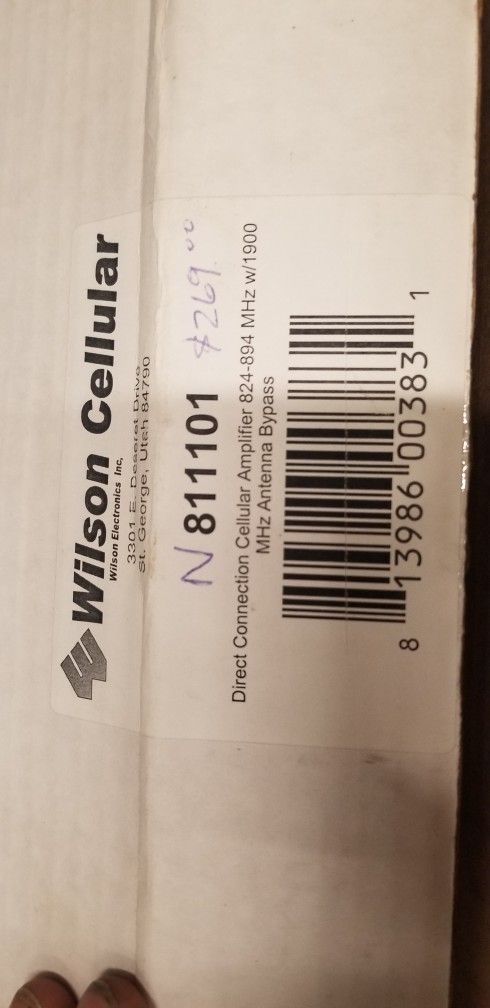 Wilson Cellular
Wilson Electronics Inc,
3301 E. Deseret Drive
St. George, Utah 84790
N 811101 $269.00
Direct Connection Cellular Amplifier 824-894 MHz w/1900
MHz Antenna Bypass
8 13986 00383 1